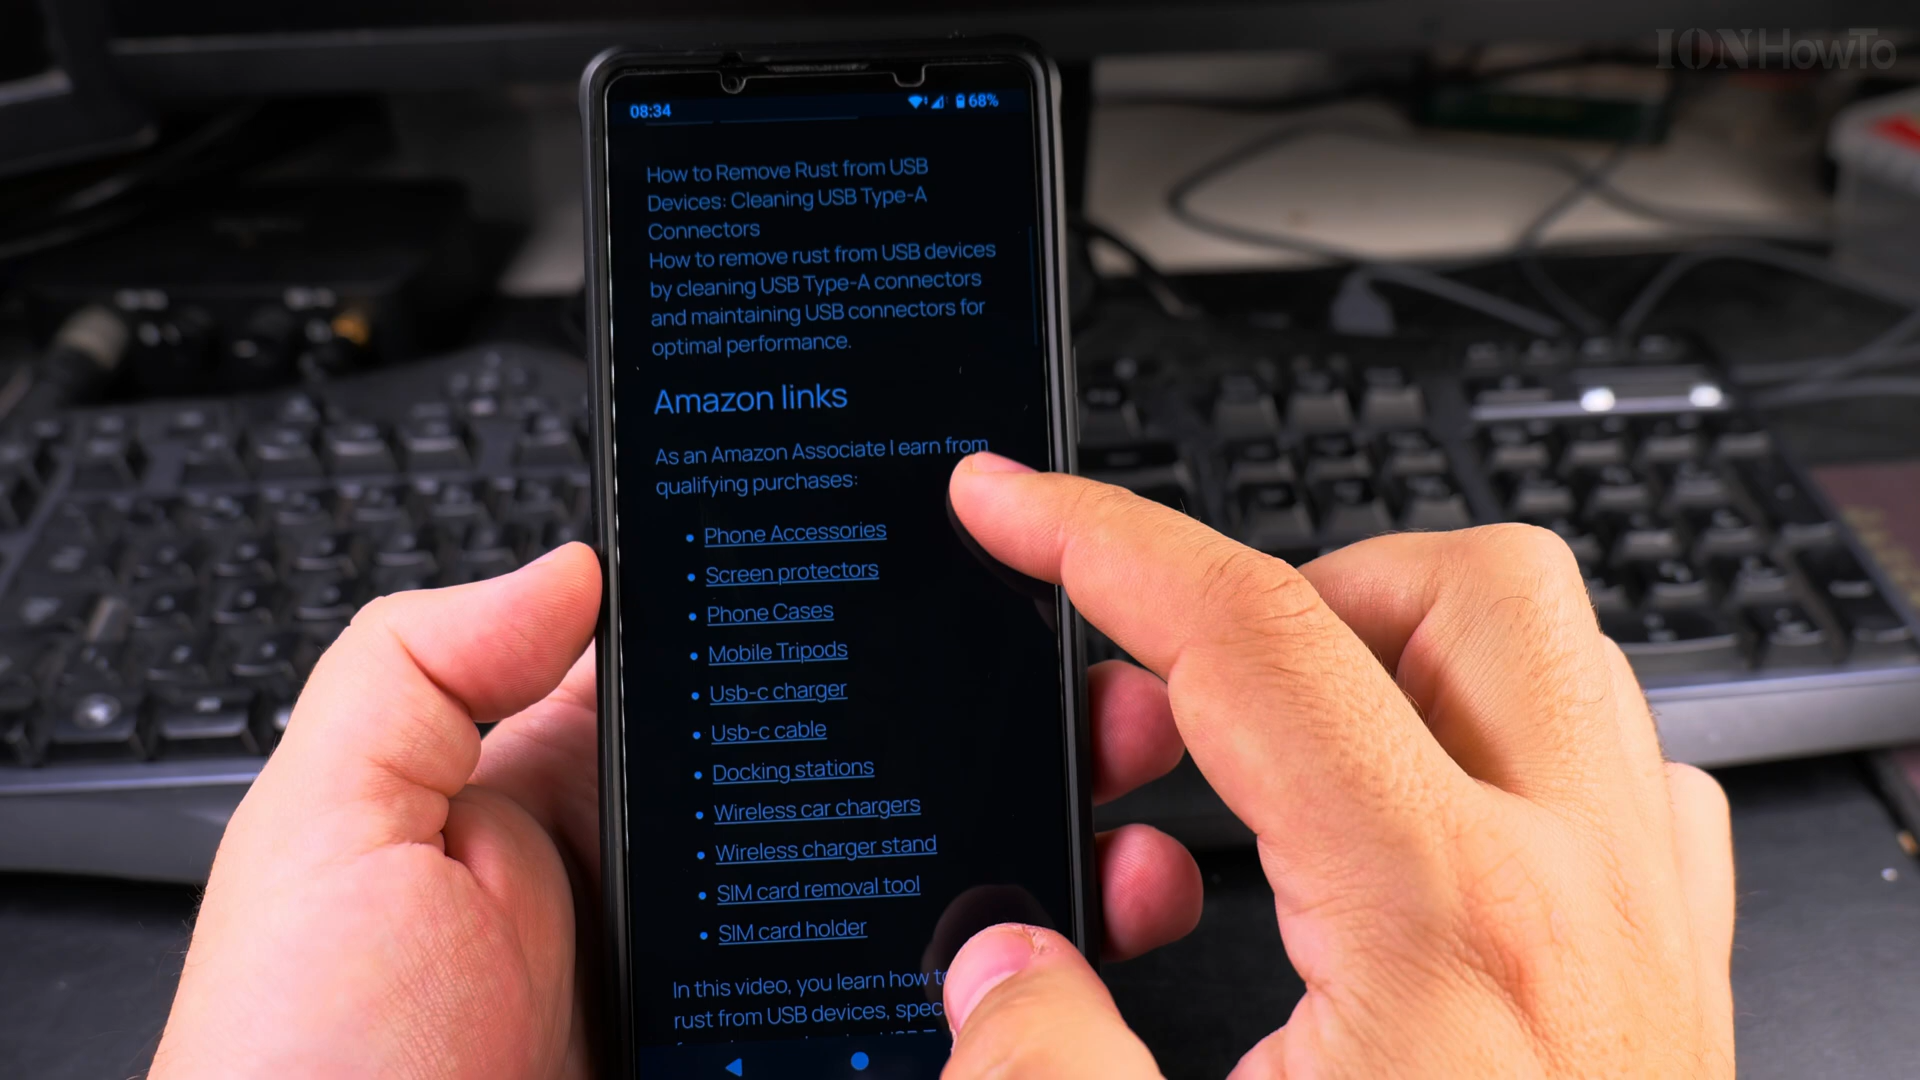 IONHowTo
08:34
68%
How to Remove Rust from USB
Devices: Cleaning USB Type-A
Connectors
How to remove rust from USB devices
by cleaning USB Type-A connectors
and maintaining USB connectors for
optimal performance.
Amazon links
As an Amazon Associate I earn from
qualifying purchases:
Phone Accessories
Screen protectors
Phone Cases
Mobile Tripods
Usb-c charger
Usb-c cable
Docking stations
Wireless car chargers
Wireless charger stand
SIM card removal tool
SIM card holder
In this video, you learn how
rust from USB devices,